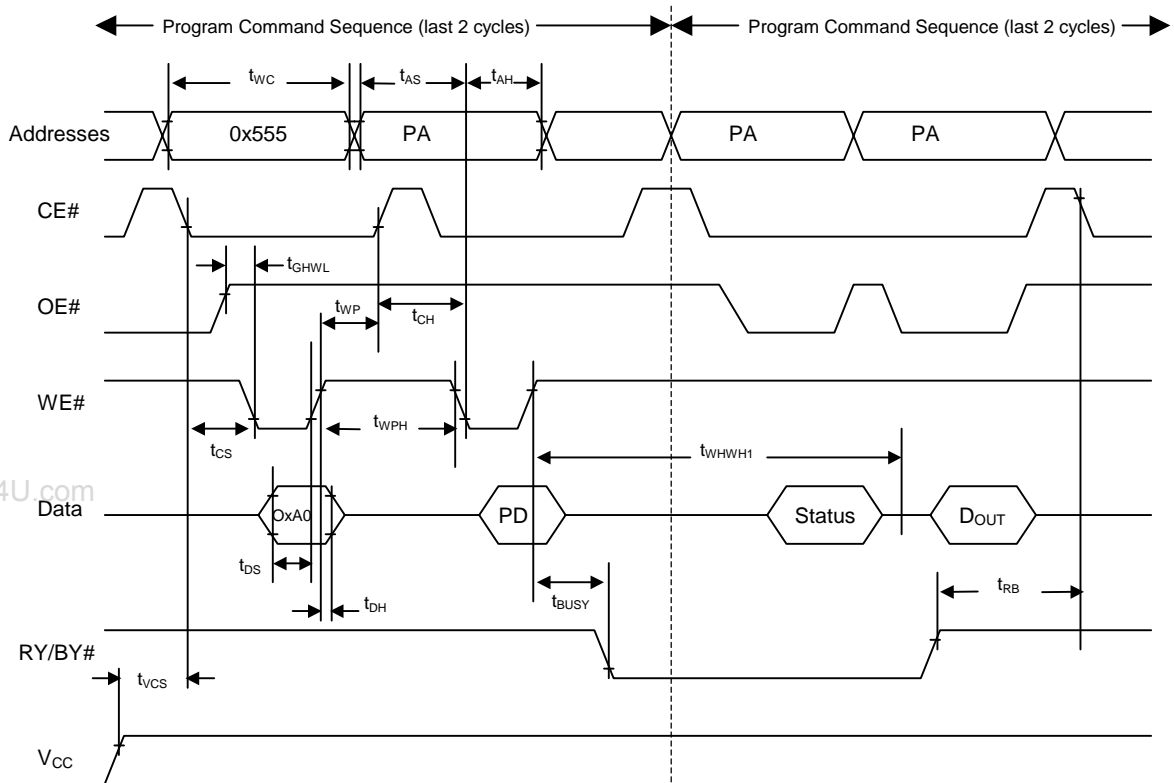 Program Command Sequence (last 2 cycles) Program Command Sequence (last 2 cycles)
tWC tAS tAH
Addresses 0x555 PA PA PA
CE#
tGHWL
OE# tWP tCH
WE#
tCS tWPH tWHWH1
4U.com
Data OxA0 PD Status DOUT
tDS tDH tBUSY tRB
RY/BY#
tVCS
VCC